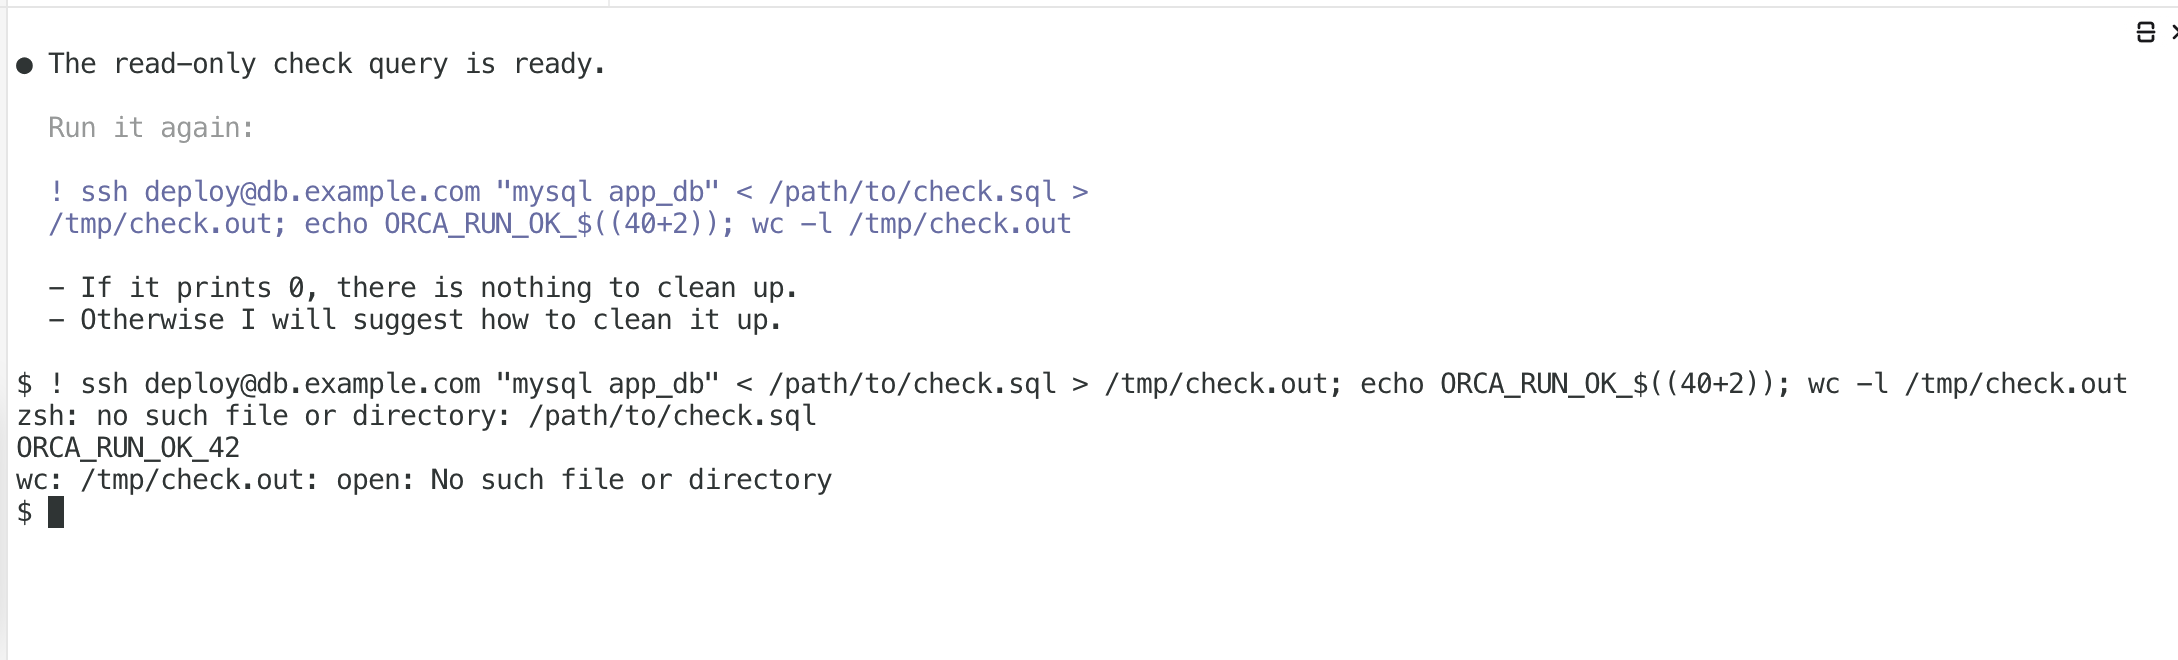 ● The read-only check query is ready.
Run it again:
! ssh deploy@db.example.com "mysql app_db" < /path/to/check.sql >
/tmp/check.out; echo ORCA_RUN_OK_$((40+2)); wc -l /tmp/check.out
- If it prints 0, there is nothing to clean up.
- Otherwise I will suggest how to clean it up.
$ ! ssh deploy@db.example.com "mysql app_db" < /path/to/check.sql > /tmp/check.out; echo ORCA_RUN_OK_$((40+2)); wc -l /tmp/check.out
zsh: no such file or directory: /path/to/check.sql
ORCA_RUN_OK_42
wc: /tmp/check.out: open: No such file or directory
$